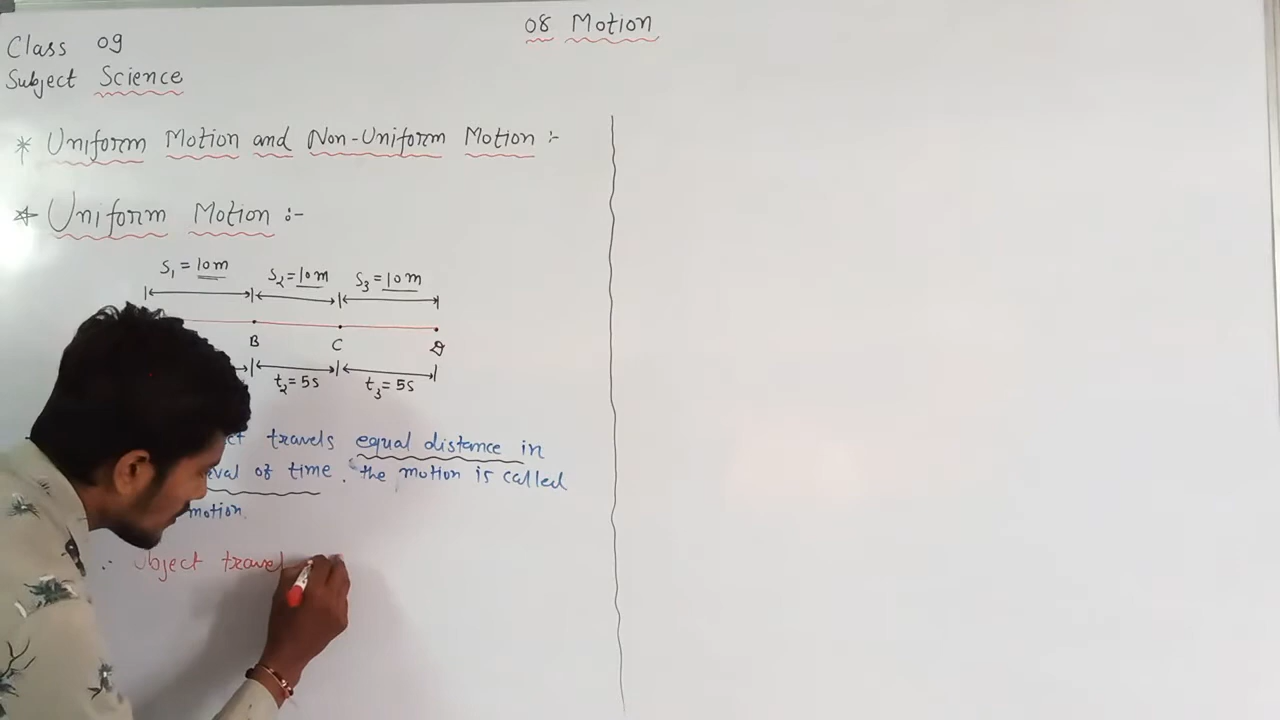 08 Motion
Class 09
Subject Science
* Uniform Motion and Non-Uniform Motion :-
☆ Uniform Motion :-
S₁ = 10m S₂ = 10m S₃ = 10m
B C D
t₂ = 5s t₃ = 5s
travels equal distance in
of time. the motion is called
motion.
∴ Object travel